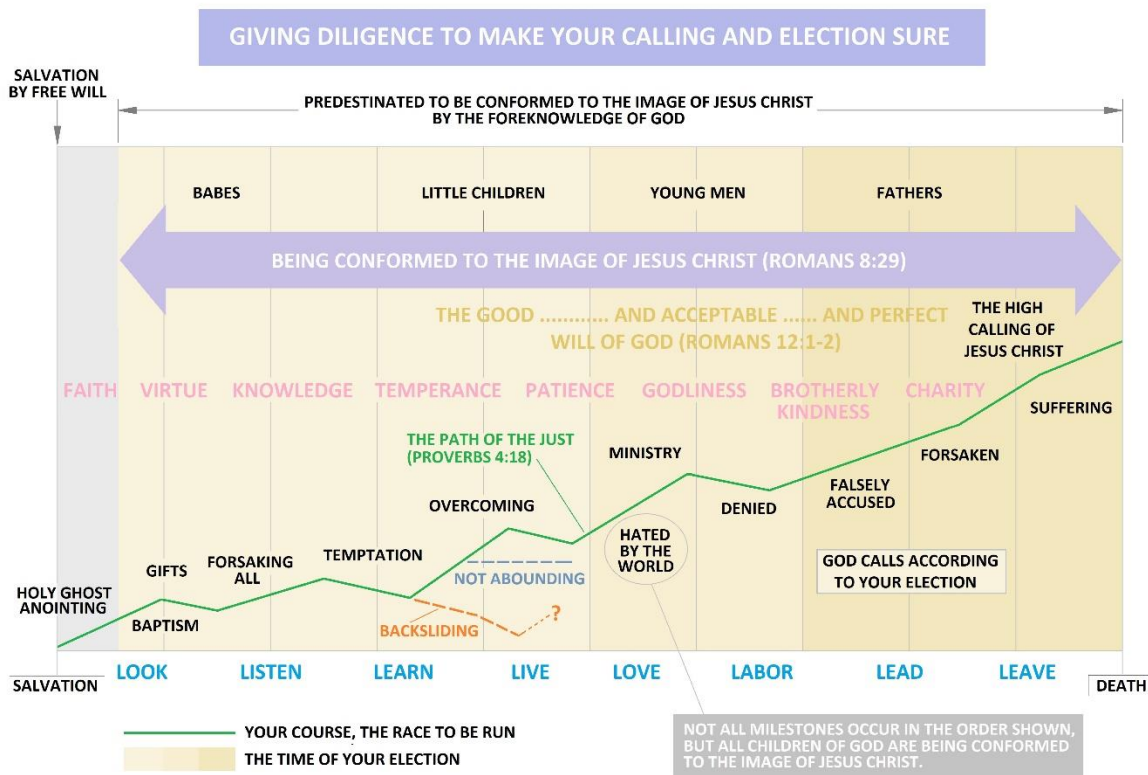 GIVING DILIGENCE TO MAKE YOUR CALLING AND ELECTION SURE
SALVATION
BY FREE WILL
PREDESTINATED TO BE CONFORMED TO THE IMAGE OF JESUS CHRIST
BY THE FOREKNOWLEDGE OF GOD
BABES
LITTLE CHILDREN
YOUNG MEN
FATHERS
BEING CONFORMED TO THE IMAGE OF JESUS CHRIST (ROMANS 8:29)
THE GOOD ............ AND ACCEPTABLE ...... AND PERFECT
WILL OF GOD (ROMANS 12:1-2)
THE HIGH
CALLING OF
JESUS CHRIST
FAITH
VIRTUE
KNOWLEDGE
TEMPERANCE
PATIENCE
GODLINESS
BROTHERLY
KINDNESS
CHARITY
SUFFERING
THE PATH OF THE JUST
(PROVERBS 4:18)
MINISTRY
FORSAKEN
OVERCOMING
DENIED
FALSELY
ACCUSED
HATED
BY THE
WORLD
TEMPTATION
FORSAKING
ALL
GIFTS
NOT ABOUNDING
GOD CALLS ACCORDING
TO YOUR ELECTION
HOLY GHOST
ANOINTING
BAPTISM
BACKSLIDING
?
SALVATION
LOOK
LISTEN
LEARN
LIVE
LOVE
LABOR
LEAD
LEAVE
DEATH
YOUR COURSE, THE RACE TO BE RUN
THE TIME OF YOUR ELECTION
NOT ALL MILESTONES OCCUR IN THE ORDER SHOWN,
BUT ALL CHILDREN OF GOD ARE BEING CONFORMED
TO THE IMAGE OF JESUS CHRIST.